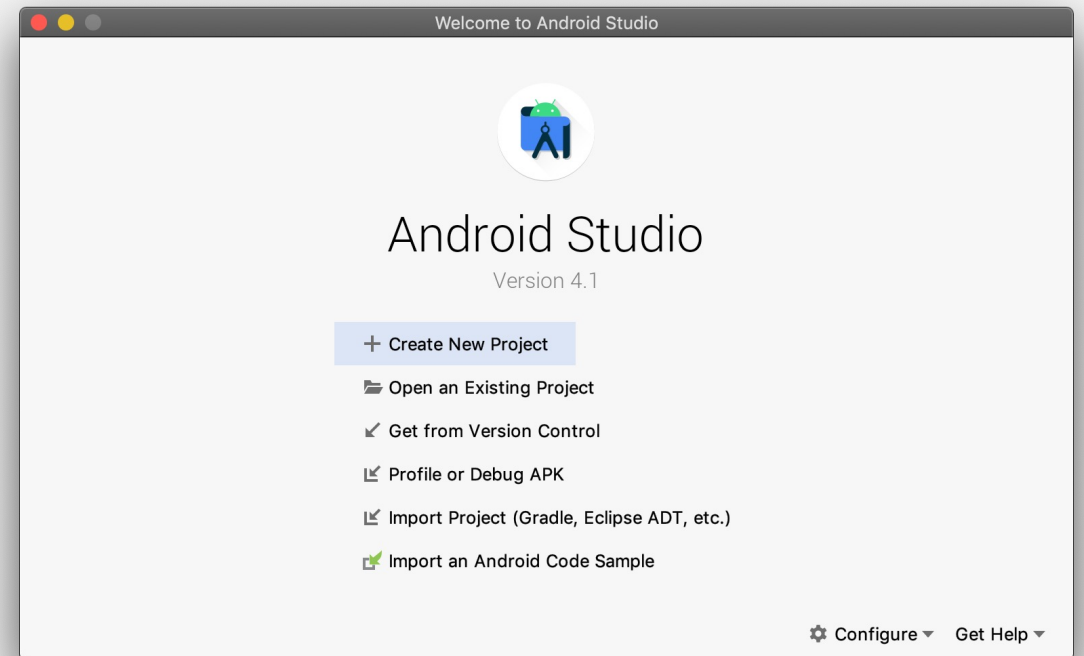 Welcome to Android Studio
Android Studio
Version 4.1
Create New Project
Open an Existing Project
Get from Version Control
Profile or Debug APK
Import Project (Gradle, Eclipse ADT, etc.)
Import an Android Code Sample
Configure Get Help